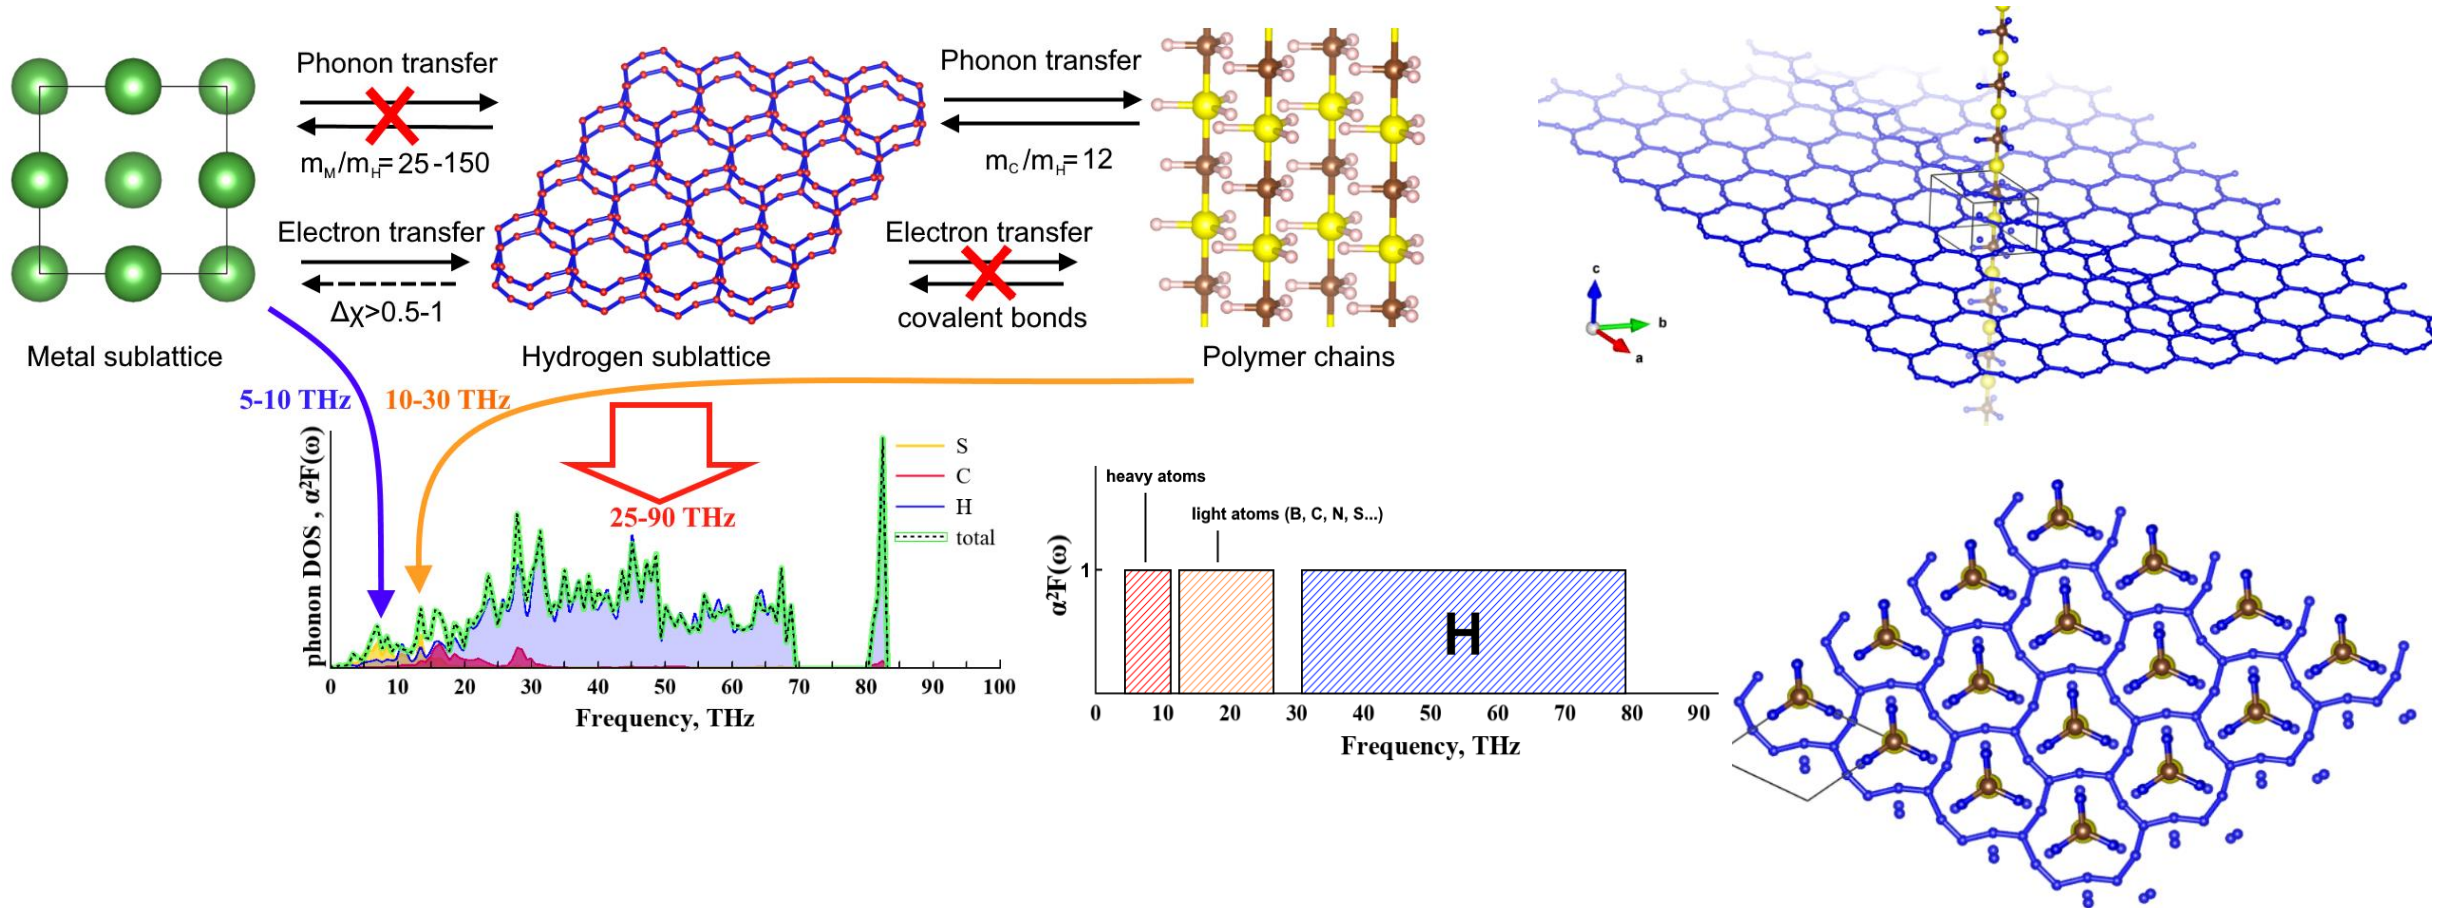 Phonon transfer
m_M/m_H=25-150
Electron transfer
Δχ>0.5-1
Metal sublattice
Hydrogen sublattice
Phonon transfer
m_C/m_H=12
Electron transfer
covalent bonds
Polymer chains
c
b
a
5-10 THz
10-30 THz
25-90 THz
phonon DOS , α²F(ω)
S
C
H
total
0 10 20 30 40 50 60 70 80 90 100
Frequency, THz
heavy atoms
light atoms (B, C, N, S...)
α²F(ω)
1
H
0 10 20 30 40 50 60 70 80 90
Frequency, THz